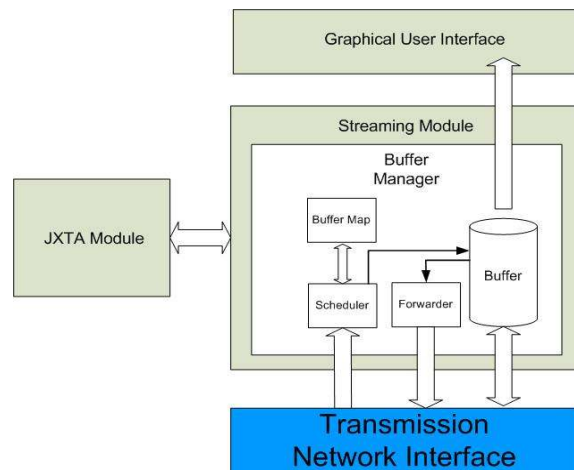 Graphical User Interface
Streaming Module
Buffer
Manager
JXTA Module
Buffer Map
Buffer
Scheduler
Forwarder
Transmission
Network Interface